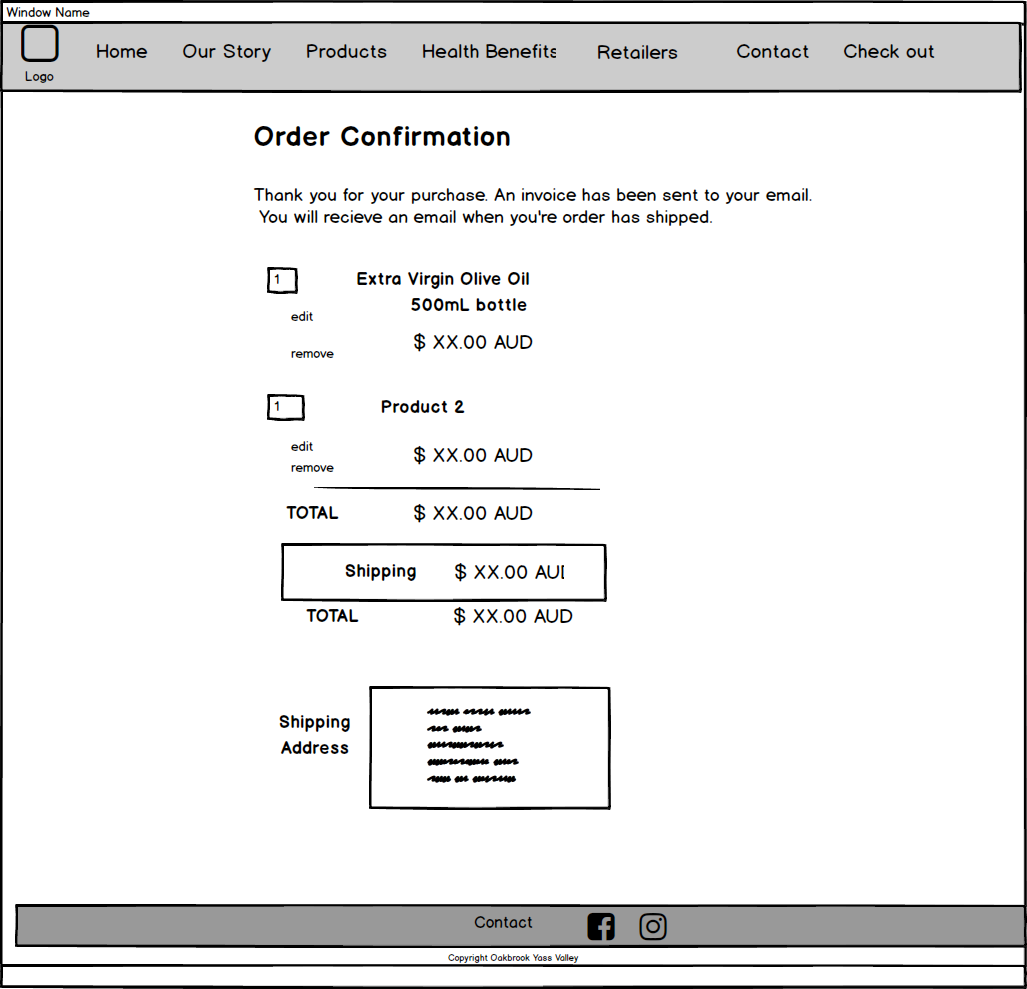 Window Name
Logo
Home Our Story Products Health Benefits Retailers Contact Check out
Order Confirmation
Thank you for your purchase. An invoice has been sent to your email.
You will recieve an email when you're order has shipped.
1 Extra Virgin Olive Oil
500mL bottle
edit
$ XX.00 AUD
remove
1 Product 2
edit
$ XX.00 AUD
remove
TOTAL $ XX.00 AUD
Shipping $ XX.00 AUD
TOTAL $ XX.00 AUD
Shipping
Address
Contact
Copyright Oakbrook Yass Valley